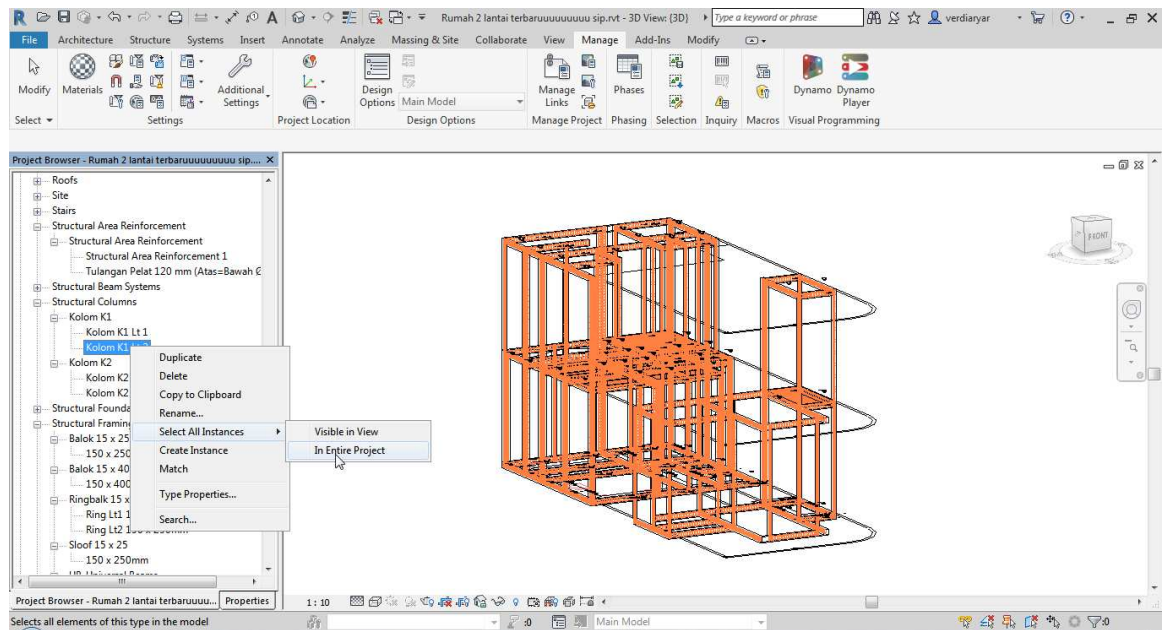 Rumah 2 lantai terbaruuuuuuuuu sip.rvt - 3D View: {3D}
Type a keyword or phrase
verdiaryar
File Architecture Structure Systems Insert Annotate Analyze Massing & Site Collaborate View Manage Add-Ins Modify
Modify
Materials
Additional
Settings
Design
Options
Main Model
Manage
Links
Phases
Dynamo
Dynamo
Player
Select
Settings
Project Location
Design Options
Manage Project
Phasing
Selection
Inquiry
Macros
Visual Programming
Project Browser - Rumah 2 lantai terbaruuuuuuuuu sip....
Roofs
Site
Stairs
Structural Area Reinforcement
Structural Area Reinforcement
Structural Area Reinforcement 1
Tulangan Pelat 120 mm (Atas=Bawah Ø
Structural Beam Systems
Structural Columns
Kolom K1
Kolom K1 Lt 1
Kolom K1
Kolom K2
Kolom K2
Kolom K2
Structural Founda
Structural Framin
Balok 15 x 25
150 x 250
Balok 15 x 40
150 x 400
Ringbalk 15 x
Ring Lt1 1
Ring Lt2
Sloof 15 x 25
150 x 250mm
Duplicate
Delete
Copy to Clipboard
Rename...
Select All Instances
Create Instance
Match
Type Properties...
Search...
Visible in View
In Entire Project
FRONT
Project Browser - Rumah 2 lantai terbaruuuu...
Properties
1 : 10
Selects all elements of this type in the model
:0
Main Model
:0